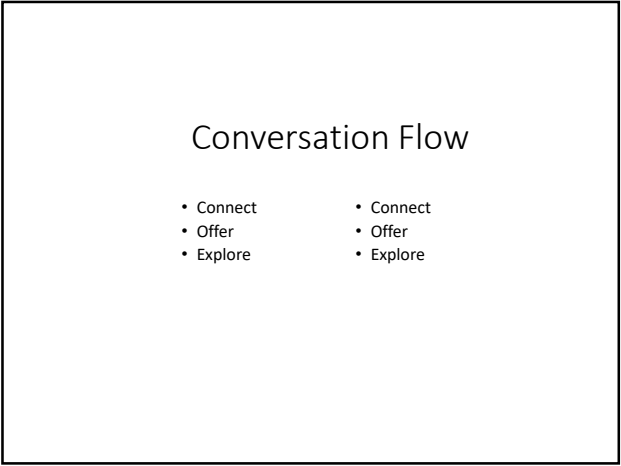 Conversation Flow
• Connect
• Offer
• Explore
• Connect
• Offer
• Explore